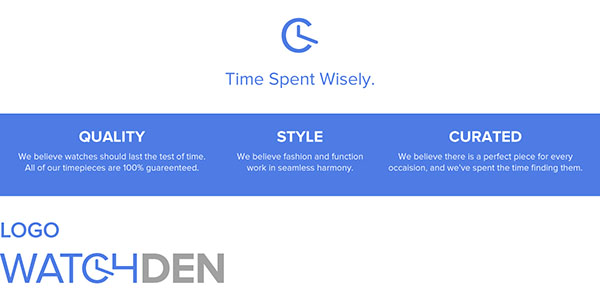 Time Spent Wisely.
QUALITY
We believe watches should last the test of time.
All of our timepieces are 100% guareenteed.
STYLE
We believe fashion and function
work in seamless harmony.
CURATED
We believe there is a perfect piece for every
occaision, and we've spent the time finding them.
LOGO
WATCHDEN